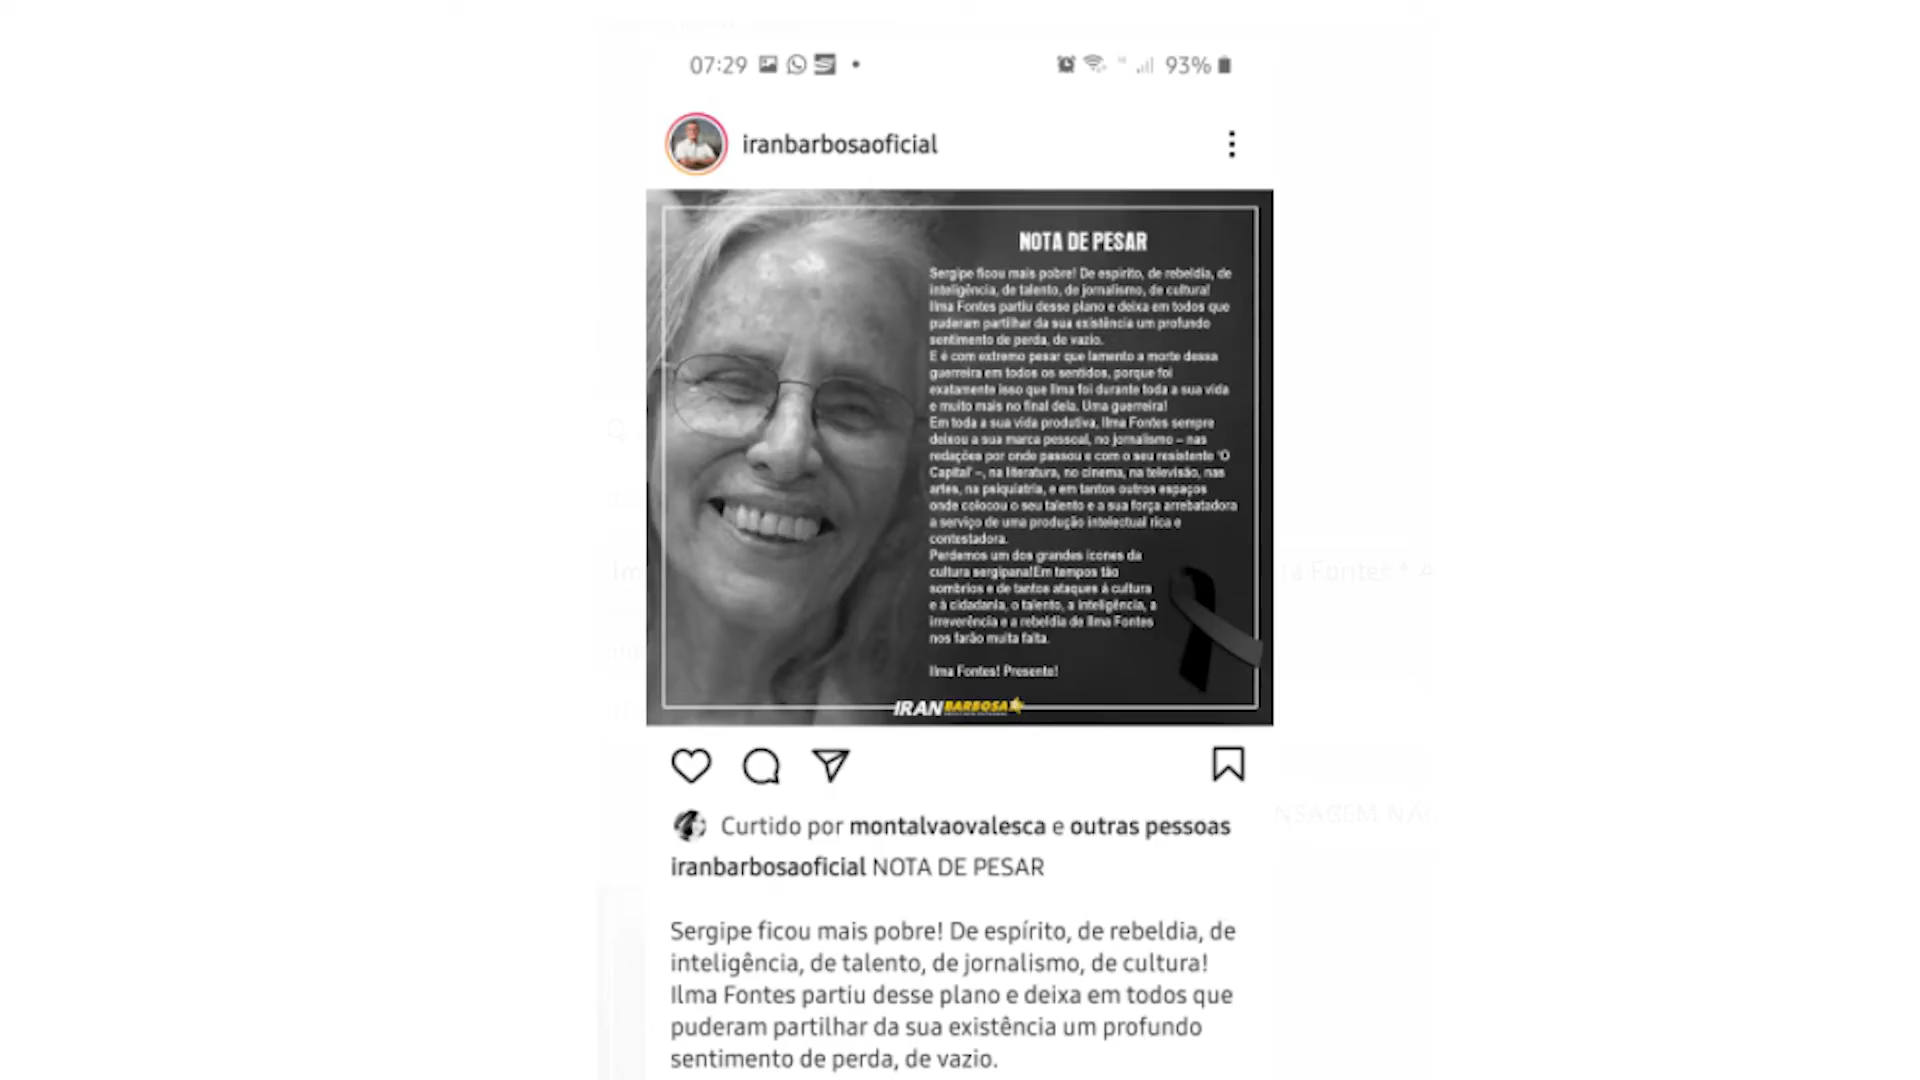 07:29
93%
iranbarbosaoficial
NOTA DE PESAR
Sergipe ficou mais pobre! De espírito, de rebeldia, de
inteligência, de talento, de jornalismo, de cultura!
Ilma Fontes partiu desse plano e deixa em todos que
puderam partilhar da sua existência um profundo
sentimento de perda, de vazio.
E é com extremo pesar que lamento a morte dessa
guerreira em todos os sentidos, porque foi
exatamente isso que Ilma foi durante toda a sua vida
e muito mais no final dela. Uma guerreira!
Em toda a sua vida produtiva, Ilma Fontes sempre
deixou a sua marca pessoal, no jornalismo – nas
redações por onde passou e com o seu resistente 'O
Capital' –, na literatura, no cinema, na televisão, nas
artes, na psiquiatria, e em tantos outros espaços
onde colocou o seu talento e a sua força arrebatadora
a serviço de uma produção intelectual rica e
contestadora.
Perdemos um dos grandes ícones da
cultura sergipana!Em tempos tão
sombrios e de tantos ataques à cultura
e à cidadania, o talento, a inteligência, a
irreverência e a rebeldia de Ilma Fontes
nos farão muita falta.
Ilma Fontes! Presente!
IRAN BARBOSA
Curtido por montalvaovalesca e outras pessoas
iranbarbosaoficial NOTA DE PESAR
Sergipe ficou mais pobre! De espírito, de rebeldia, de
inteligência, de talento, de jornalismo, de cultura!
Ilma Fontes partiu desse plano e deixa em todos que
puderam partilhar da sua existência um profundo
sentimento de perda, de vazio.